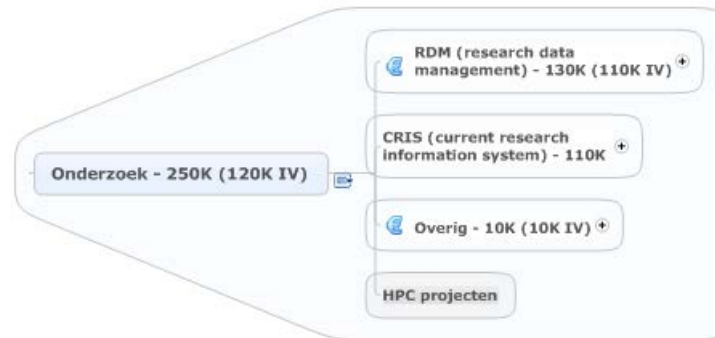 RDM (research data
management) - 130K (110K IV)
CRIS (current research
information system) - 110K
Onderzoek - 250K (120K IV)
Overig - 10K (10K IV)
HPC projecten